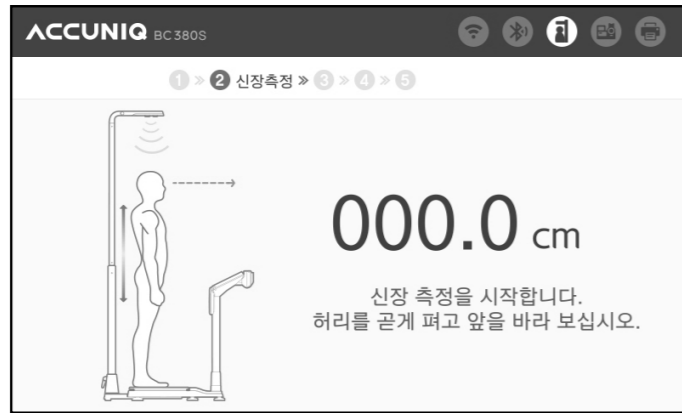 ACCUNIQ BC380S
1 » 2 신장측정 » 3 » 4 » 5
000.0 cm
신장 측정을 시작합니다.
허리를 곧게 펴고 앞을 바라 보십시오.